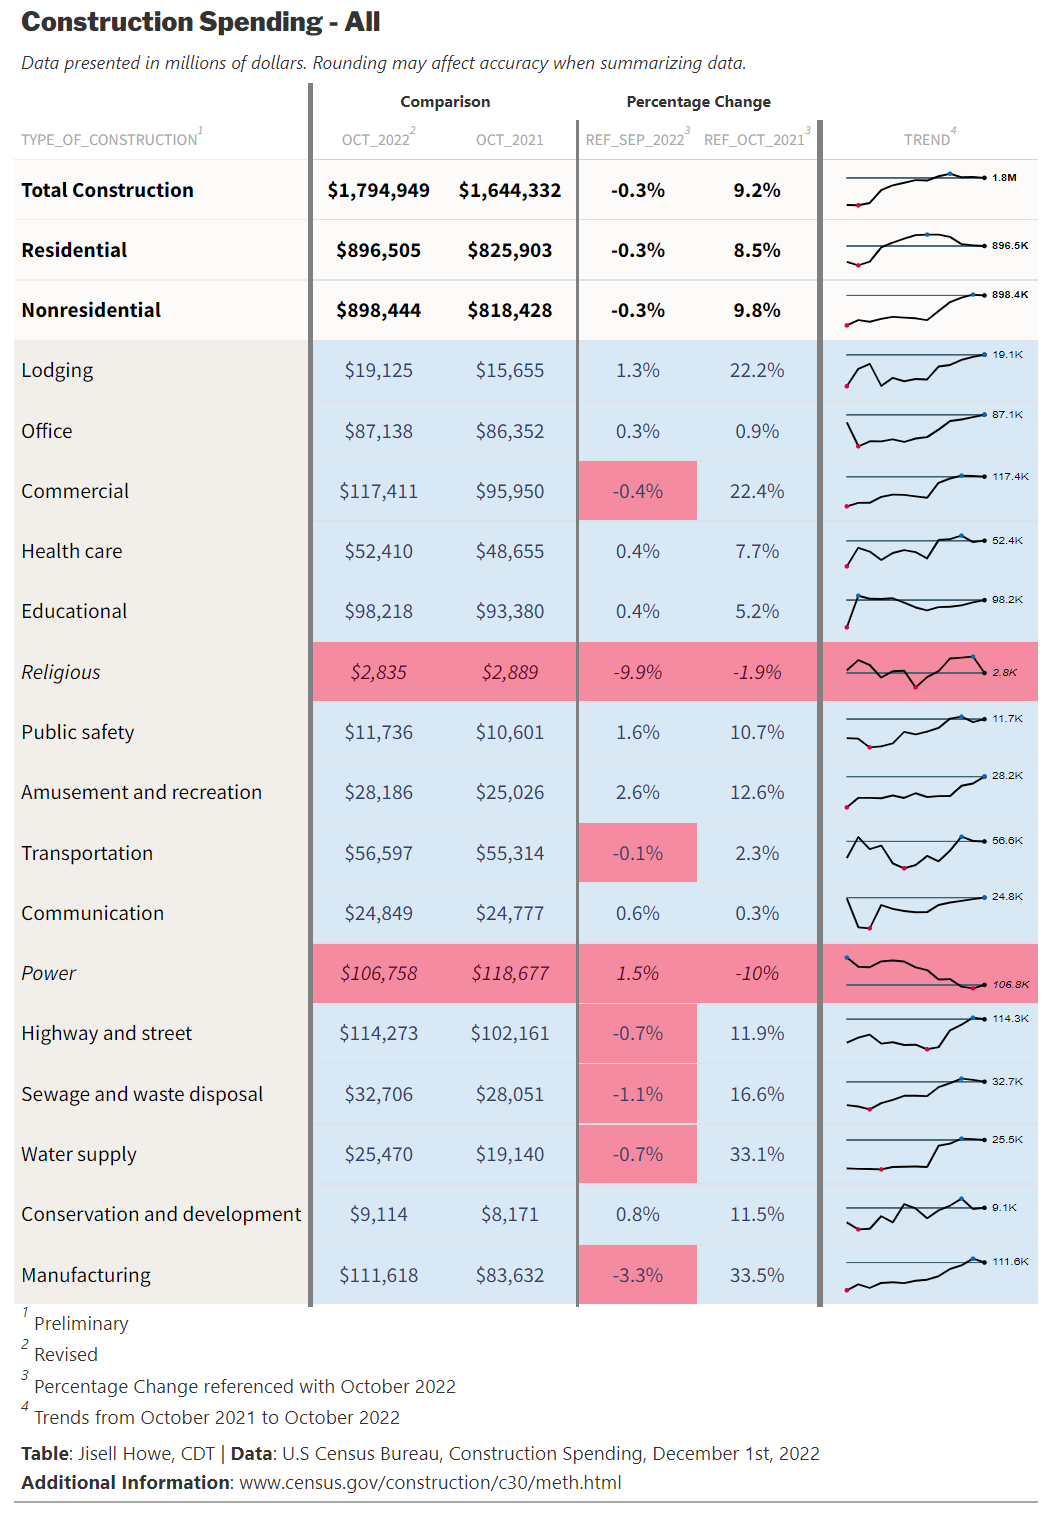 Construction Spending - All
Data presented in millions of dollars. Rounding may affect accuracy when summarizing data.
Comparison Percentage Change
TYPE_OF_CONSTRUCTION1 OCT_20222 OCT_2021 REF_SEP_20223 REF_OCT_20213 TREND4
Total Construction $1,794,949 $1,644,332 -0.3% 9.2% 1.8M
Residential $896,505 $825,903 -0.3% 8.5% 896.5K
Nonresidential $898,444 $818,428 -0.3% 9.8% 898.4K
Lodging $19,125 $15,655 1.3% 22.2% 19.1K
Office $87,138 $86,352 0.3% 0.9% 87.1K
Commercial $117,411 $95,950 -0.4% 22.4% 117.4K
Health care $52,410 $48,655 0.4% 7.7% 52.4K
Educational $98,218 $93,380 0.4% 5.2% 98.2K
Religious $2,835 $2,889 -9.9% -1.9% 2.8K
Public safety $11,736 $10,601 1.6% 10.7% 11.7K
Amusement and recreation $28,186 $25,026 2.6% 12.6% 28.2K
Transportation $56,597 $55,314 -0.1% 2.3% 56.6K
Communication $24,849 $24,777 0.6% 0.3% 24.8K
Power $106,758 $118,677 1.5% -10% 106.8K
Highway and street $114,273 $102,161 -0.7% 11.9% 114.3K
Sewage and waste disposal $32,706 $28,051 -1.1% 16.6% 32.7K
Water supply $25,470 $19,140 -0.7% 33.1% 25.5K
Conservation and development $9,114 $8,171 0.8% 11.5% 9.1K
Manufacturing $111,618 $83,632 -3.3% 33.5% 111.6K
1 Preliminary
2 Revised
3 Percentage Change referenced with October 2022
4 Trends from October 2021 to October 2022
Table: Jisell Howe, CDT | Data: U.S Census Bureau, Construction Spending, December 1st, 2022
Additional Information: www.census.gov/construction/c30/meth.html